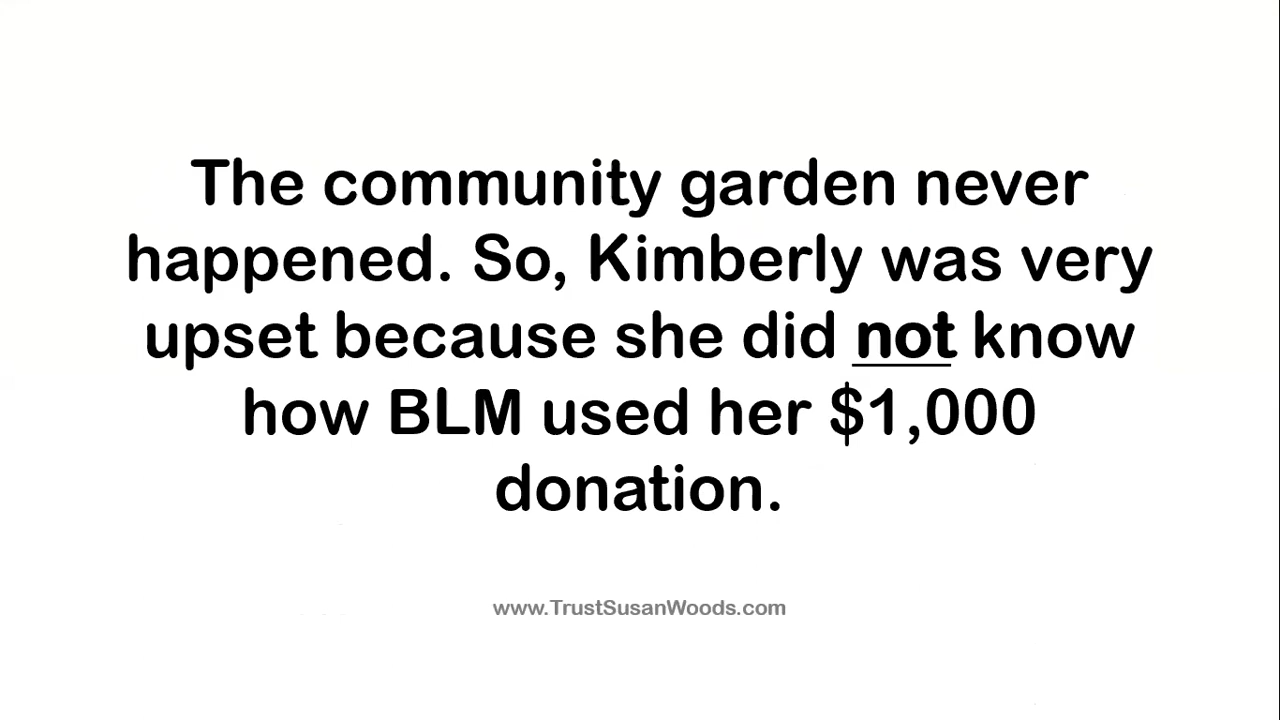 The community garden never
happened. So, Kimberly was very
upset because she did not know
how BLM used her $1,000
donation.
www.TrustSusanWoods.com